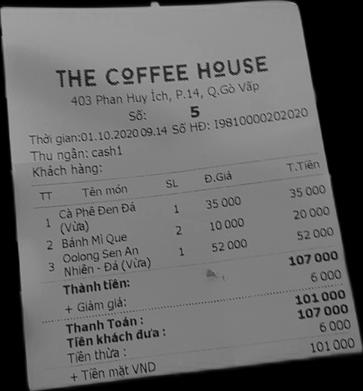 THE COFFEE HOUSE
403 Phan Huy Ích, P.14, Q.Gò Vấp
Số: 5
Thời gian:01.10.2020 09.14 Số HĐ: I9810000202020
Thu ngân: cash1
Khách hàng:
TT Tên món SL Đ.Giá T.Tiền
1 Cà Phê Đen Đá (Vừa) 1 35 000 35 000
2 Bánh Mì Que 2 10 000 20 000
3 Oolong Sen An Nhiên - Đá (Vừa) 1 52 000 52 000
Thành tiền: 107 000
+ Giảm giá: 6 000
Thanh Toán : 101 000
Tiền khách đưa : 107 000
Tiền thừa : 6 000
+ Tiền mặt VND 101 000